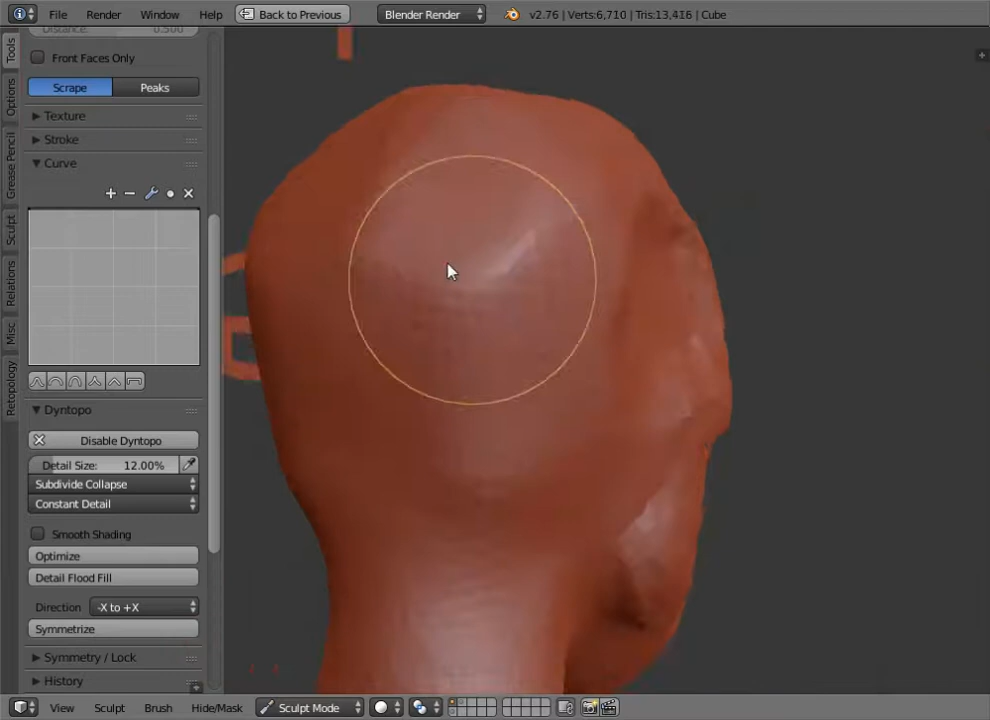 File Render Window Help Back to Previous Blender Render v2.76 | Verts:6,710 | Tris:13,416 | Cube
Distance: 0.500
Front Faces Only
Scrape Peaks
Texture
Stroke
Curve
Dyntopo
Disable Dyntopo
Detail Size: 12.00%
Subdivide Collapse
Constant Detail
Smooth Shading
Optimize
Detail Flood Fill
Direction -X to +X
Symmetrize
Symmetry / Lock
History
Tools
Options
Grease Pencil
Sculpt
Relations
Misc
Retopology
View Sculpt Brush Hide/Mask Sculpt Mode